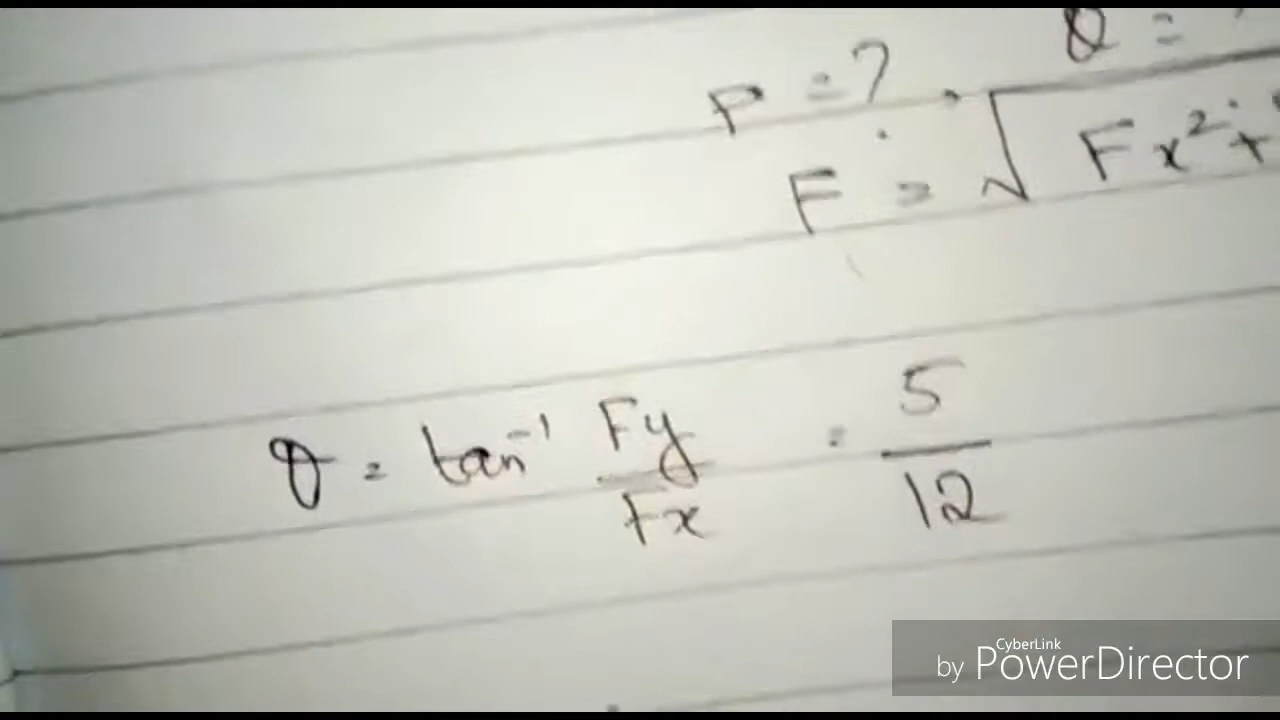 θ =
F = ?
F = √Fx²+
θ = tan⁻¹ Fy/Fx = 5/12
CyberLink
by PowerDirector